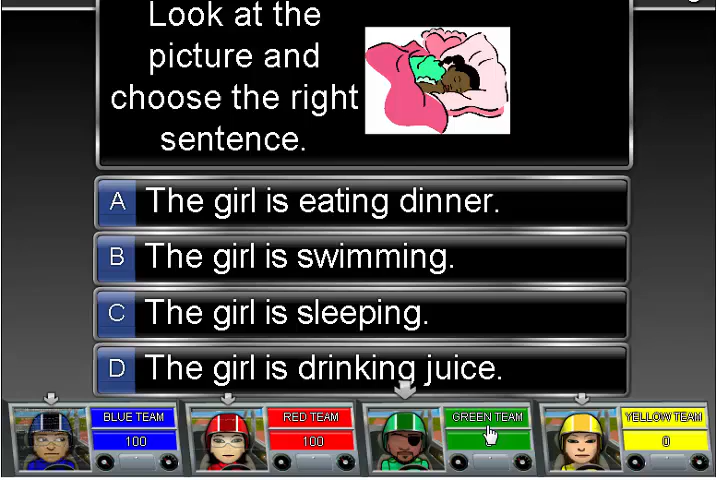 Look at the
picture and
choose the right
sentence.
A The girl is eating dinner.
B The girl is swimming.
C The girl is sleeping.
D The girl is drinking juice.
BLUE TEAM RED TEAM GREEN TEAM YELLOW TEAM
100 100 0